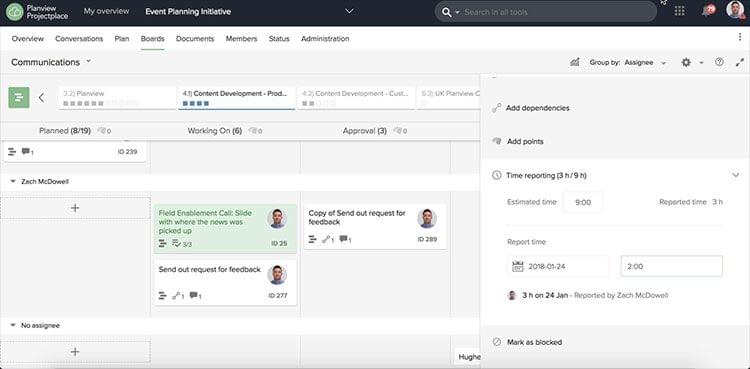 Planview
Projectplace
My overview
Event Planning Initiative
Search in all tools
79
Overview
Conversations
Plan
Boards
Documents
Members
Status
Administration
Communications
Group by: Assignee
3.2) Planview
4.1) Content Development - Prod...
4.2) Content Development - Cust...
5.3) UK Planview C
Planned (8/19)
0
Working On (6)
0
Approval (3)
0
1
ID 239
Zach McDowell
+
Field Enablement Call: Slide
with where the news was
picked up
3/3
ID 25
Send out request for feedback
1
1
ID 277
Copy of Send out request for
feedback
1
1
ID 289
No assignee
+
Hughe
Add dependencies
Add points
Time reporting (3 h / 9 h)
Estimated time
9:00
Reported time 3 h
Report time
2018-01-24
2:00
3 h on 24 Jan - Reported by Zach McDowell
Mark as blocked